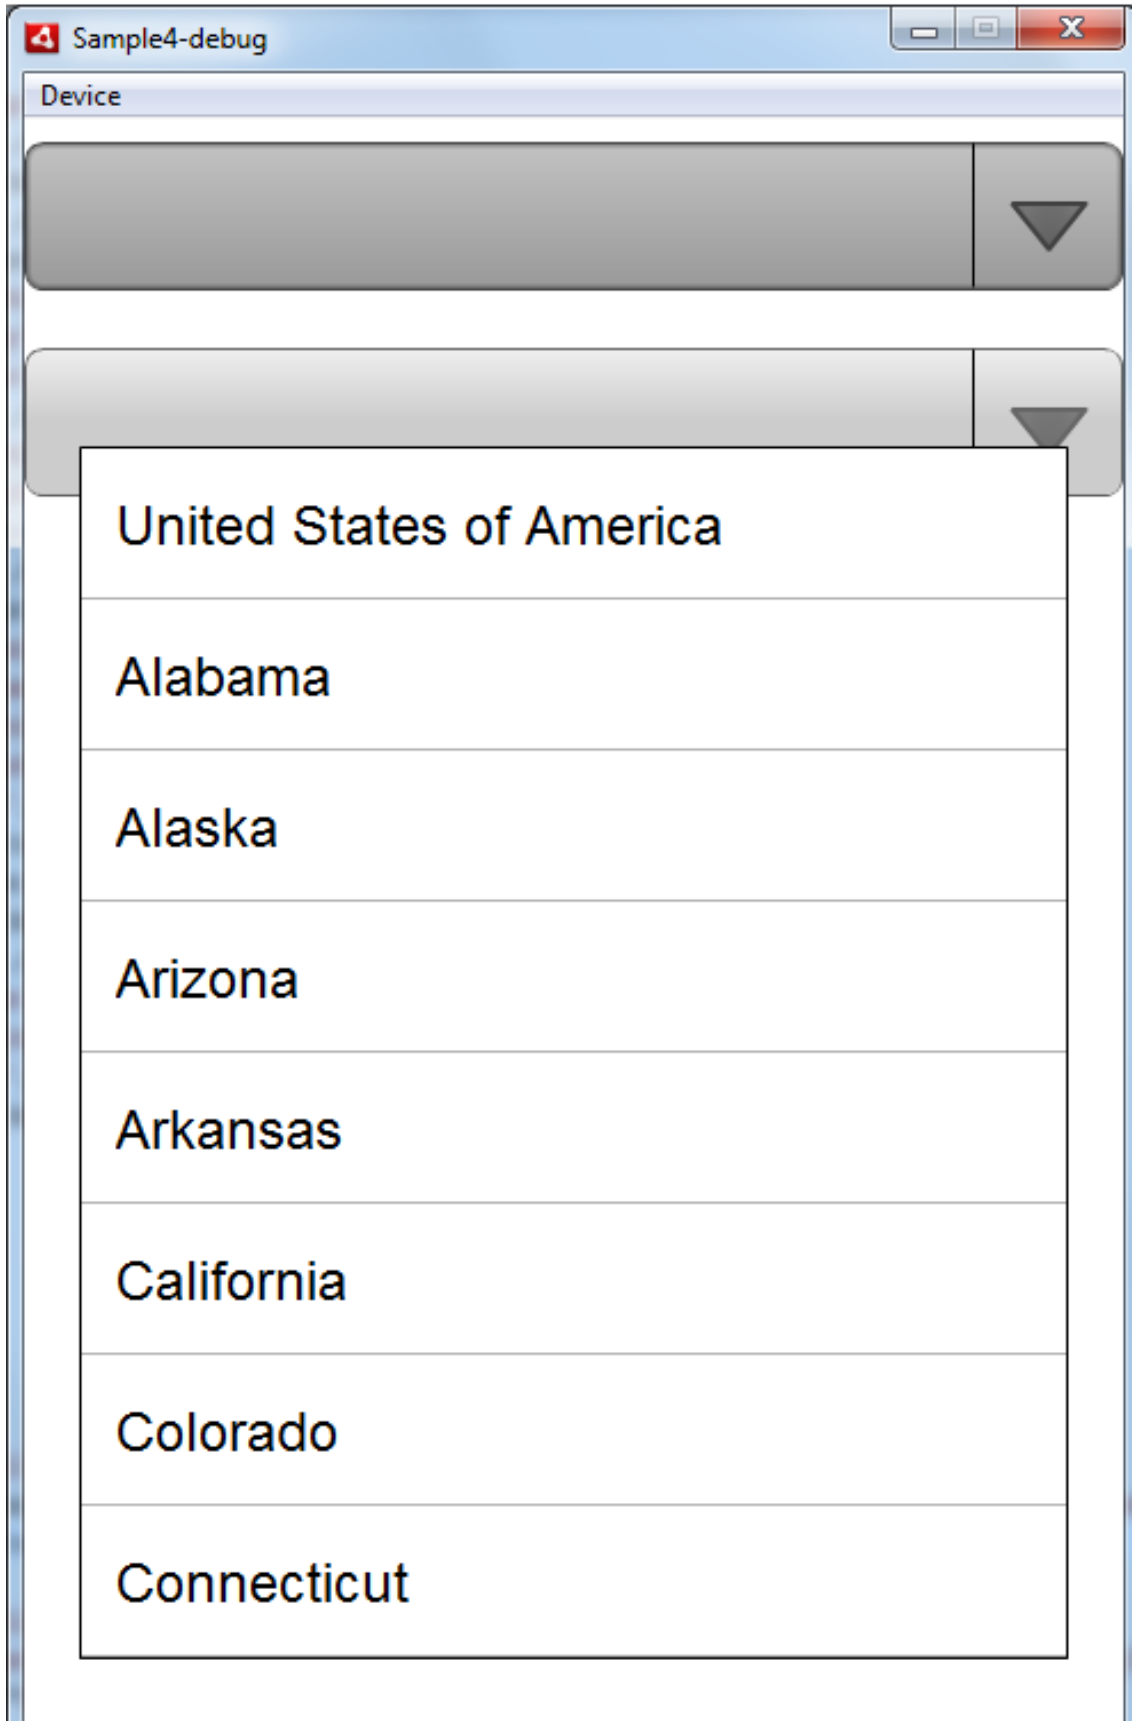 Sample4-debug
Device
United States of America
Alabama
Alaska
Arizona
Arkansas
California
Colorado
Connecticut